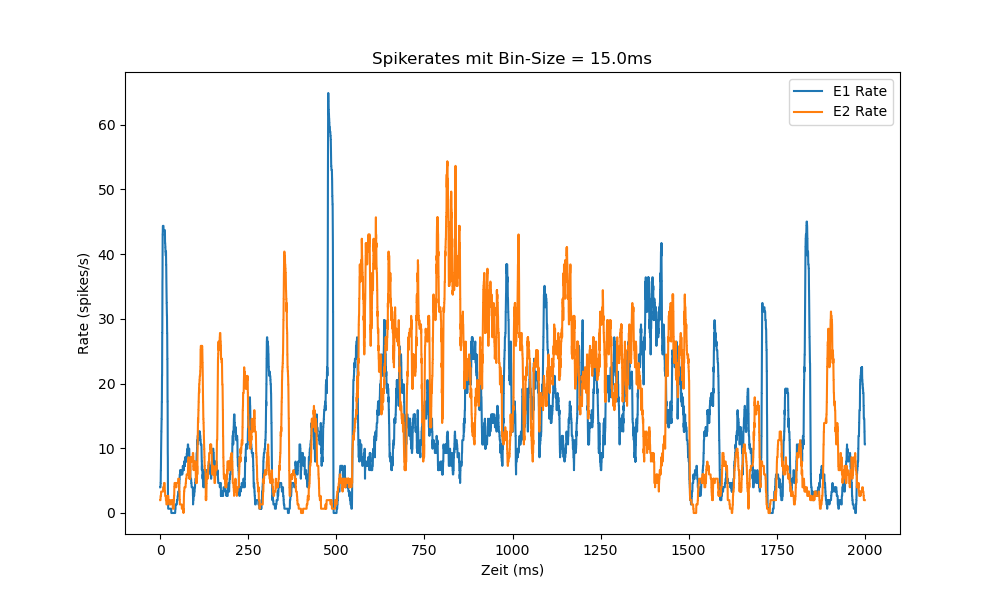 Spikerates mit Bin-Size = 15.0ms
E1 Rate
E2 Rate
Rate (spikes/s)
60
50
40
30
20
10
0
0 250 500 750 1000 1250 1500 1750 2000
Zeit (ms)